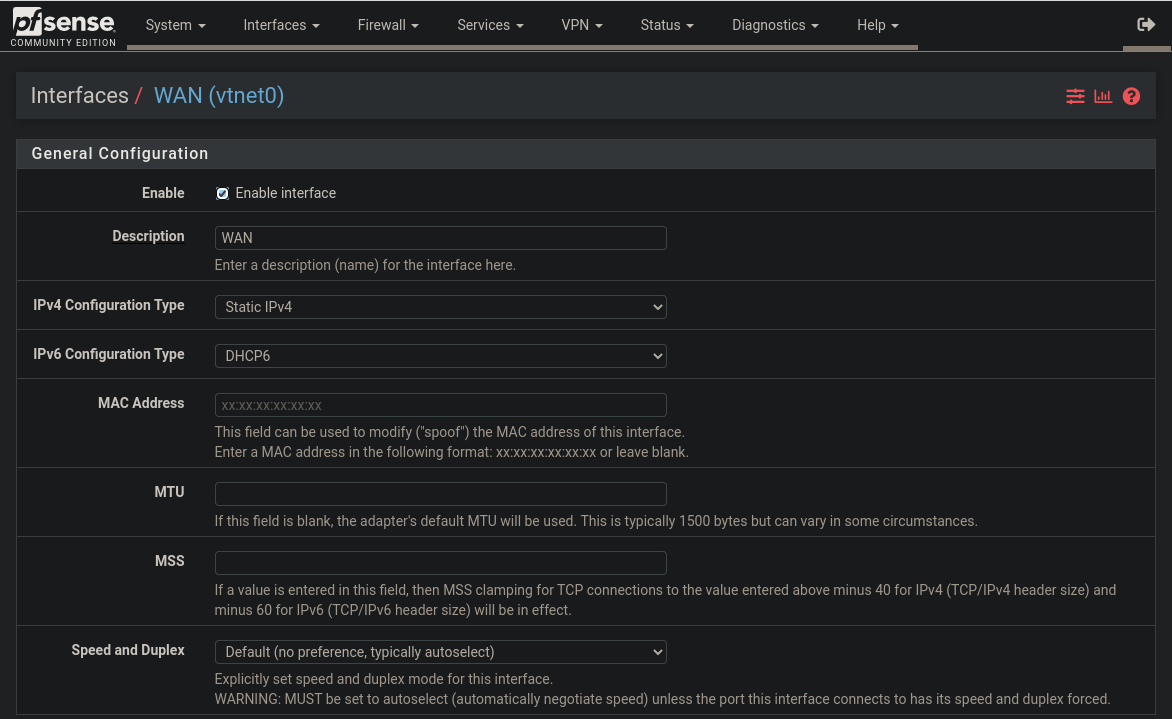 pfsense
COMMUNITY EDITION
System Interfaces Firewall Services VPN Status Diagnostics Help
Interfaces / WAN (vtnet0)
General Configuration
Enable Enable interface
Description WAN
Enter a description (name) for the interface here.
IPv4 Configuration Type Static IPv4
IPv6 Configuration Type DHCP6
MAC Address xx:xx:xx:xx:xx:xx
This field can be used to modify ("spoof") the MAC address of this interface.
Enter a MAC address in the following format: xx:xx:xx:xx:xx:xx or leave blank.
MTU
If this field is blank, the adapter's default MTU will be used. This is typically 1500 bytes but can vary in some circumstances.
MSS
If a value is entered in this field, then MSS clamping for TCP connections to the value entered above minus 40 for IPv4 (TCP/IPv4 header size) and
minus 60 for IPv6 (TCP/IPv6 header size) will be in effect.
Speed and Duplex Default (no preference, typically autoselect)
Explicitly set speed and duplex mode for this interface.
WARNING: MUST be set to autoselect (automatically negotiate speed) unless the port this interface connects to has its speed and duplex forced.